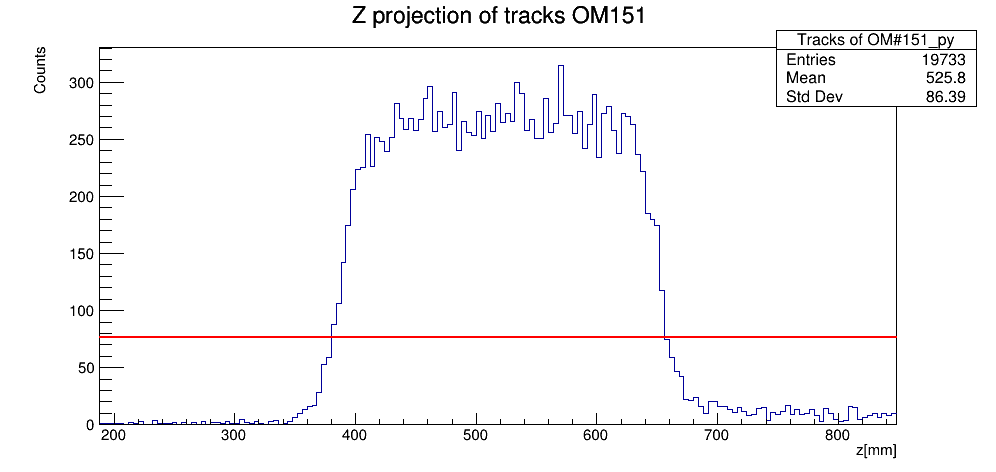 Z projection of tracks OM151
Tracks of OM#151_py
Entries 19733
Mean 525.8
Std Dev 86.39
Counts
300
250
200
150
100
50
0
200 300 400 500 600 700 800
z[mm]